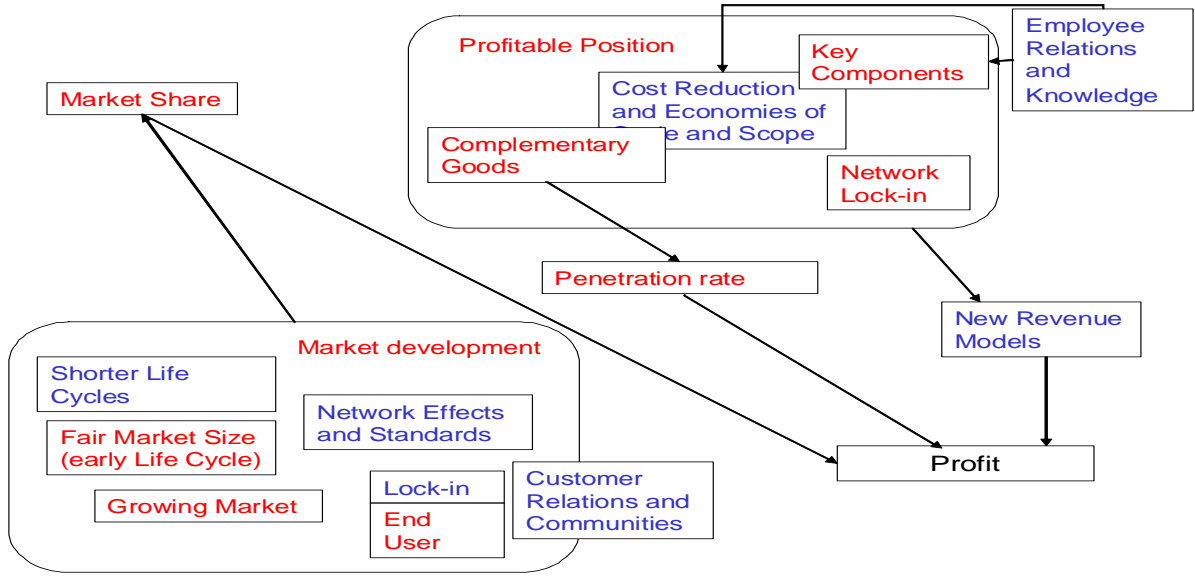 Profitable Position
Key
Components
Employee
Relations
and
Knowledge
Market Share
Cost Reduction
and Economies of
and Scope
Complementary
Goods
Network
Lock-in
Penetration rate
New Revenue
Models
Market development
Shorter Life
Cycles
Network Effects
and Standards
Fair Market Size
(early Life Cycle)
Growing Market
Lock-in
End
User
Customer
Relations and
Communities
Profit